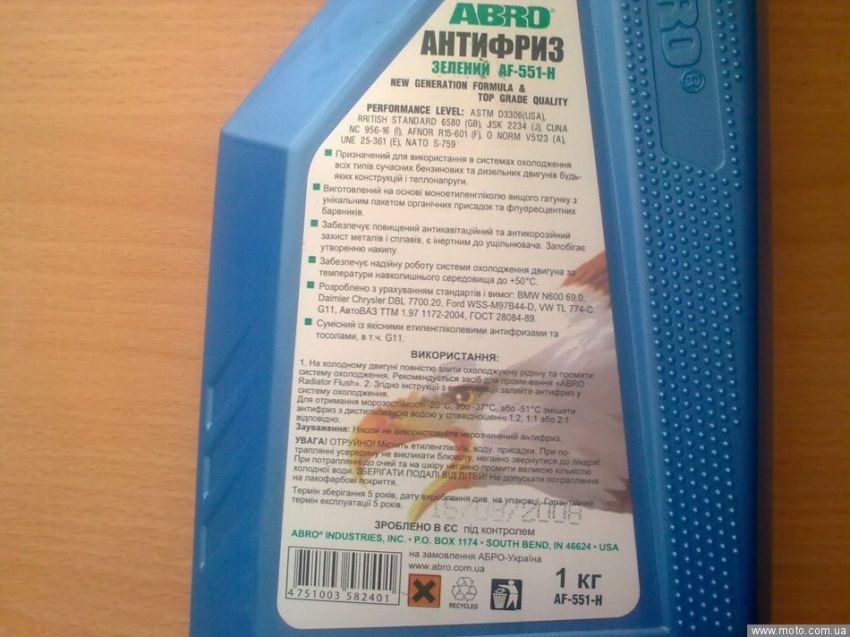 ABRO®
АНТИФРИЗ
ЗЕЛЕНИЙ AF-551-H
NEW GENERATION FORMULA &
TOP GRADE QUALITY
PERFORMANCE LEVEL: ASTM D3306(USA),
RRITISH STANDARD 6580 (GB), JISK 2234 (J), CUNA
NC 956-16 (I), AFNOR R15-601 (F), O NORM V5123 (A),
UNE 25-361 (E), NATO S-759
Призначений для використання в системах охолодження
всіх типів сучасних бензинових та дизельних двигунів будь-
яких конструкцій і теплонапруги.
Виготовлений на основі моноетиленгліколю вищого гатунку з
унікальним пакетом органічних присадок та флуоресцентних
барвників.
Забезпечує повищений антикавітаційний та антикорозійний
захист металів і сплавів, є інертним до ущільнювача. Запобігає
утворенню накипу.
Забезпечує надійну роботу системи охолодження двигуна за
температури навколишнього середовища до +50°С.
Розроблено з урахуванням стандартів і вимог: BMW N600 69.0,
Daimler Chrysler DBL 7700.20, Ford WSS-M97B44-D, VW TL 774-C
G11, АвтоВАЗ ТТМ 1.97 1172-2004, ГОСТ 28084-89.
Сумісний із якісними етиленгліколевими антифризами та
тосолами, в т.ч. G11.
ВИКОРИСТАННЯ:
1. На холодному двигуні повністю злити охолоджуючу рідину та промити
систему охолодження. Рекомендується засіб для проми-вання «ABRO
Radiator Flush». 2. Згідно інструкції з експлуатації залийте антифриз у
систему охолодження.
Для отримання морозостійкості -20°С, або -37°С, або -51°С змішати
антифриз з дистильованою водою у співвідношенні 1:2, 1:1 або 2:1
відповідно.
Зауваження: Ніколи не використовуйте нерозчинений антифриз.
УВАГА! ОТРУЙНО! Містить етиленгліколь, воду, присадки. При по-
траплянні усередину не викликати блювоту, негайно звернутися до лікаря!
При потраплянні до очей та на шкіру негайно промити великою кількістю
холодної води. ЗБЕРІГАТИ ПОДАЛІ ВІД ДІТЕЙ! Не допускати потрапляння
на лакофарбові покриття.
Термін зберігання 5 років, дату вироблення див. на упаковці. Гарантійний
термін експлуатації 5 років.
15/09/2008
ЗРОБЛЕНО В ЄС під контролем
ABRO® INDUSTRIES, INC. • P.O. BOX 1174 • SOUTH BEND, IN 46624 • USA
на замовлення АБРО-Україна
www.abro.com.ua
4751003 582401
RECYCLED
1 КГ
AF-551-H
ABRO®
www.moto.com.ua